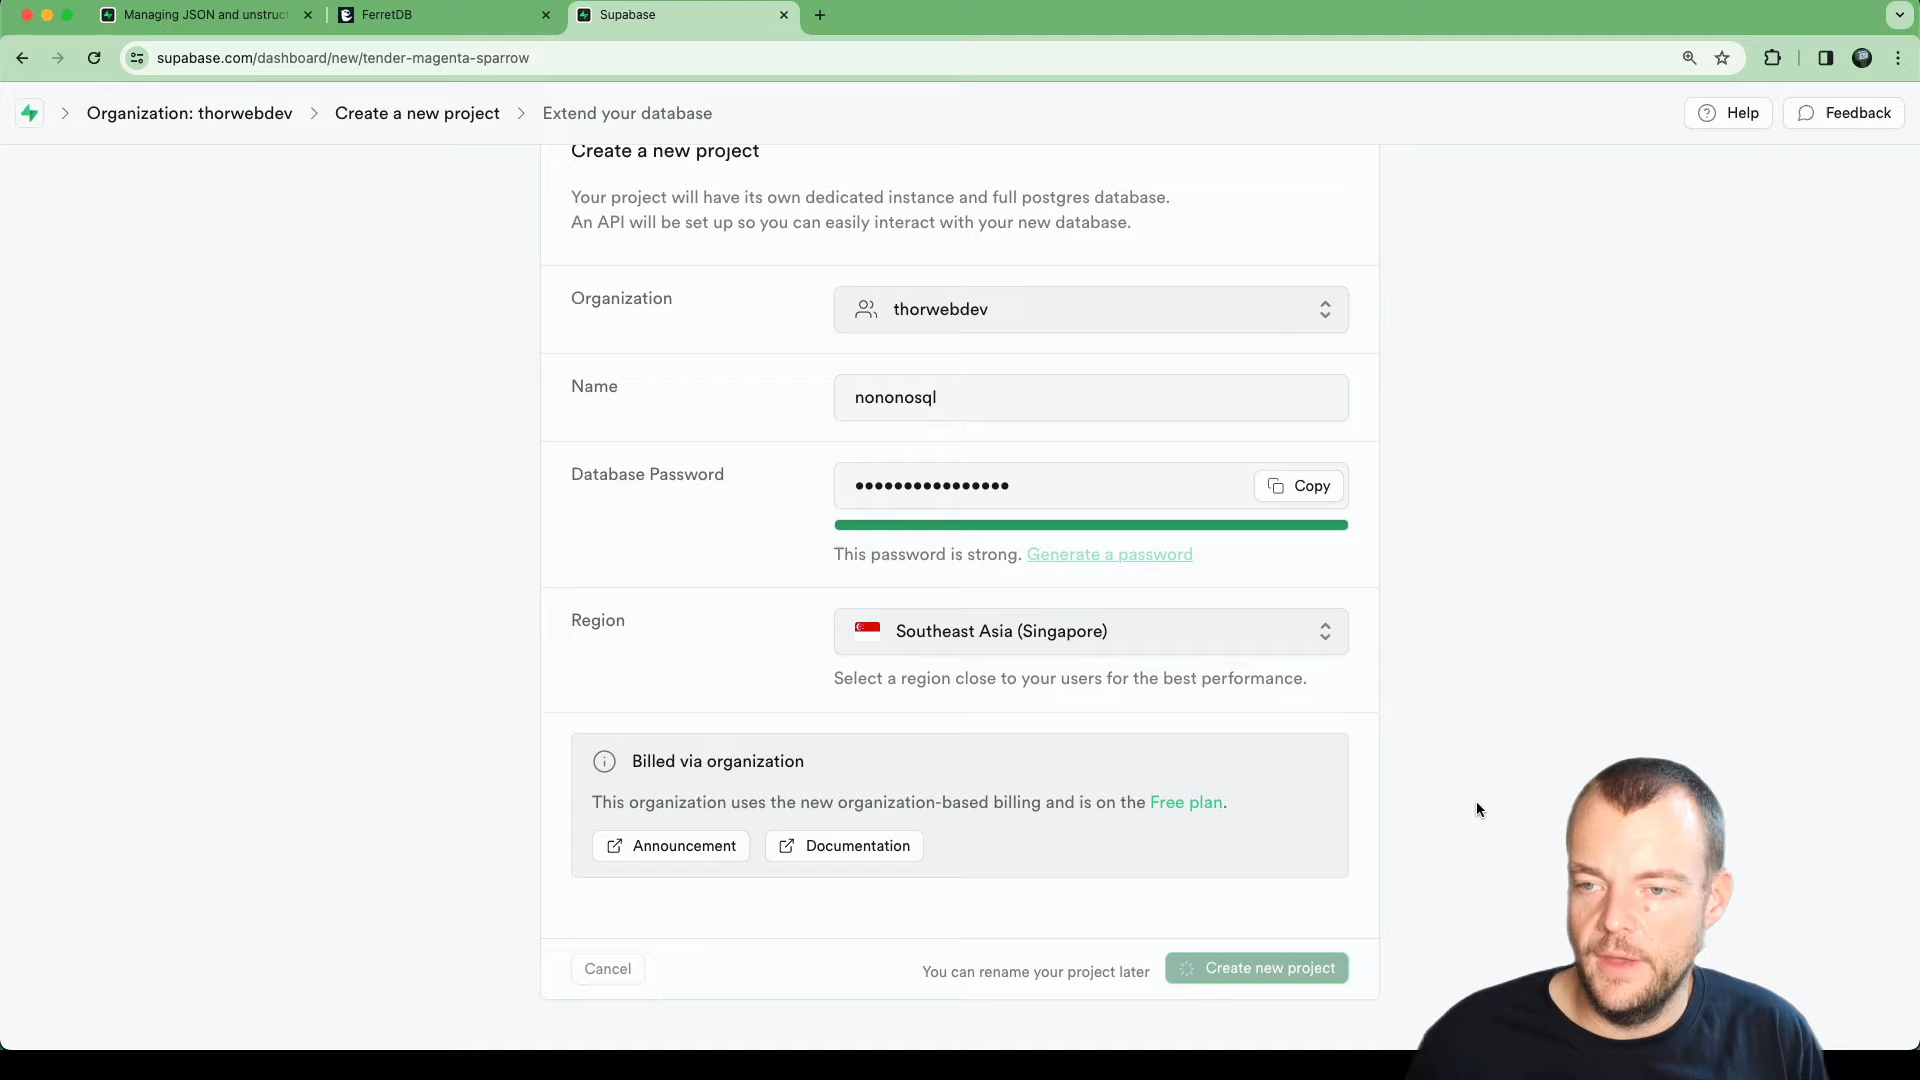 Managing JSON and unstruct
FerretDB
Supabase
supabase.com/dashboard/new/tender-magenta-sparrow
Organization: thorwebdev
Create a new project
Extend your database
Help
Feedback
Create a new project
Your project will have its own dedicated instance and full postgres database.
An API will be set up so you can easily interact with your new database.
Organization
thorwebdev
Name
nononosql
Database Password
••••••••••••••••
Copy
This password is strong. Generate a password
Region
Southeast Asia (Singapore)
Select a region close to your users for the best performance.
Billed via organization
This organization uses the new organization-based billing and is on the Free plan.
Announcement
Documentation
Cancel
You can rename your project later
Create new project